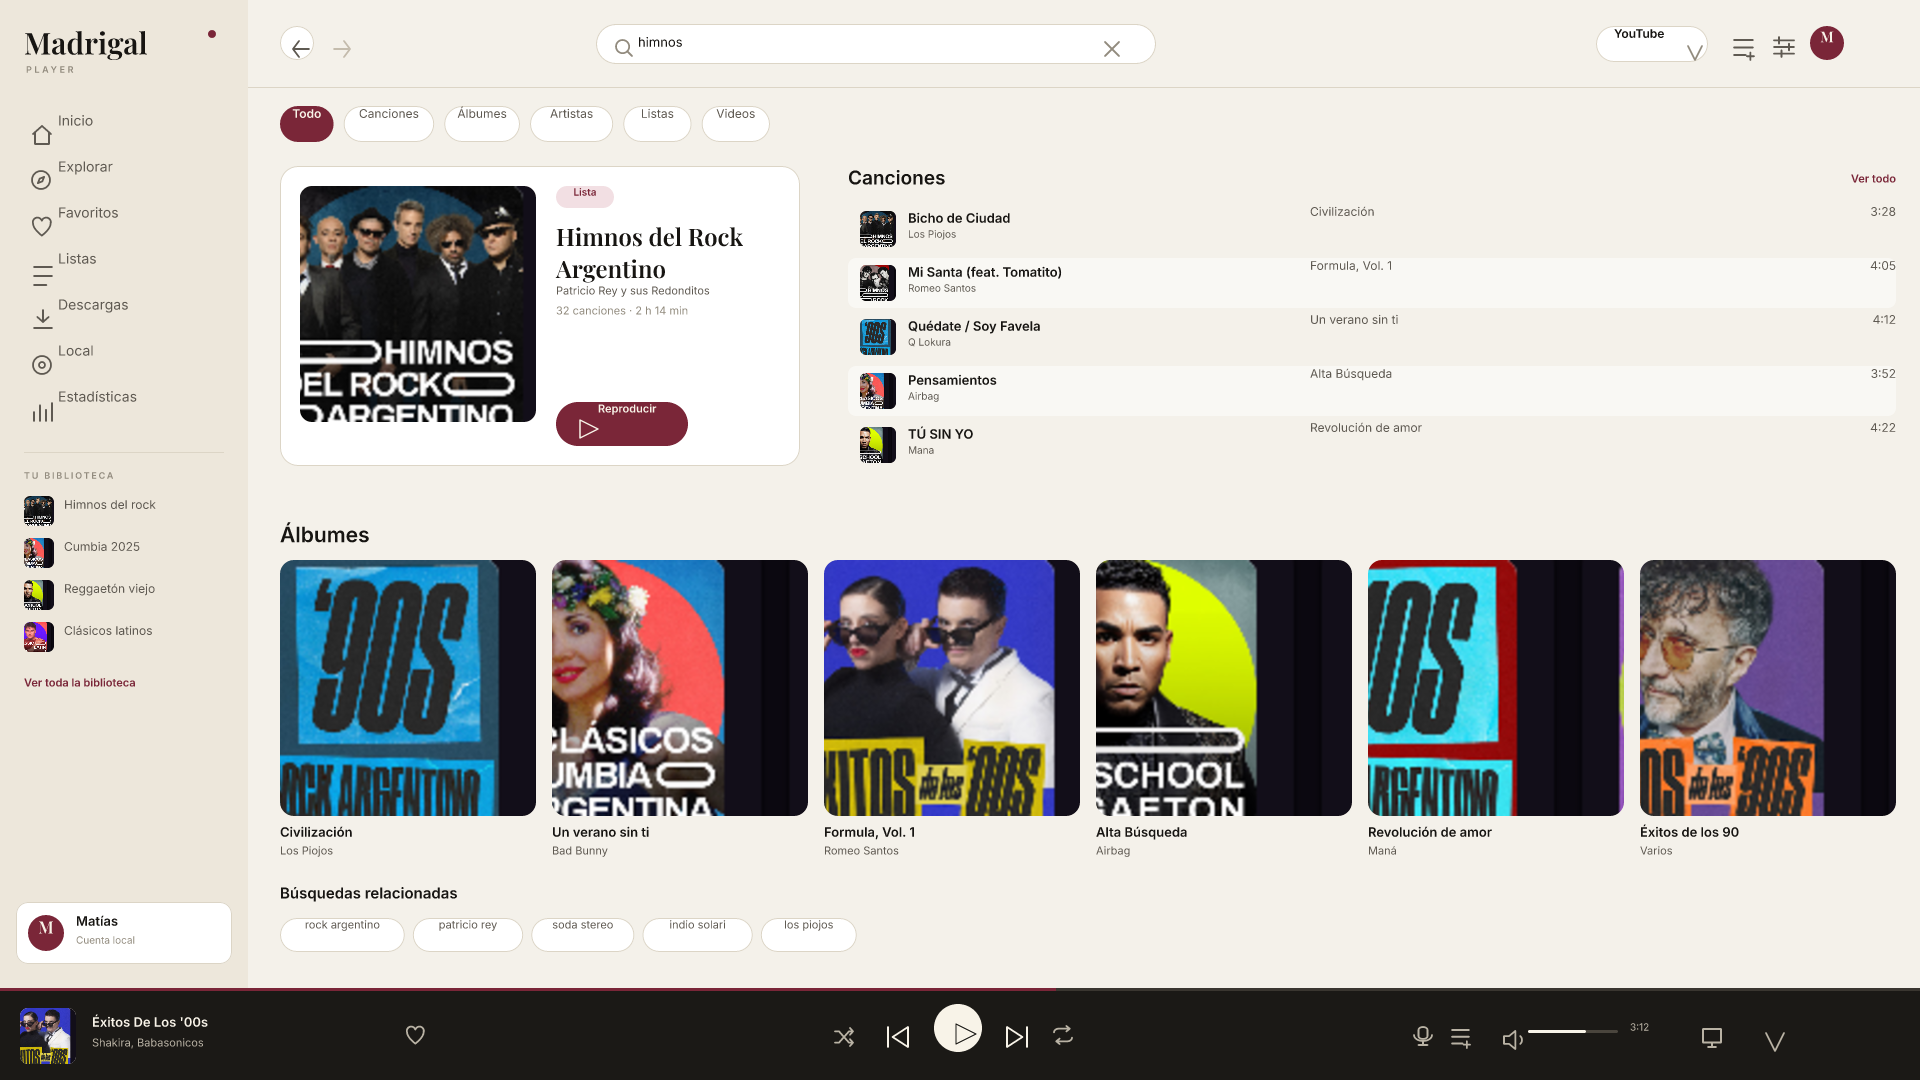 Madrigal
PLAYER
himnos
YouTube
M
Inicio
Explorar
Favoritos
Listas
Descargas
Local
Estadísticas
TU BIBLIOTECA
Himnos del rock
Cumbia 2025
Reggaetón viejo
Clásicos latinos
Ver toda la biblioteca
M
Matías
Cuenta local
Todo
Canciones
Álbumes
Artistas
Listas
Videos
HIMNOS
DEL ROCK
ARGENTINO
Lista
Himnos del Rock
Argentino
Patricio Rey y sus Redonditos
32 canciones · 2 h 14 min
Reproducir
Canciones
Ver todo
Bicho de Ciudad
Los Piojos
Civilización
3:28
Mi Santa (feat. Tomatito)
Romeo Santos
Formula, Vol. 1
4:05
Quédate / Soy Favela
Q Lokura
Un verano sin ti
4:12
Pensamientos
Airbag
Alta Búsqueda
3:52
TÚ SIN YO
Mana
Revolución de amor
4:22
Álbumes
'90S
ROCK ARGENTINO
CLÁSICOS
UMBIA
RGENTINA
XITOS de los '00S
SCHOOL
GAETON
90S
ARGENTINO
OS de los '00S
Civilización
Los Piojos
Un verano sin ti
Bad Bunny
Formula, Vol. 1
Romeo Santos
Alta Búsqueda
Airbag
Revolución de amor
Maná
Éxitos de los 90
Varios
Búsquedas relacionadas
rock argentino
patricio rey
soda stereo
indio solari
los piojos
Éxitos De Los '00s
Shakira, Babasonicos
3:12